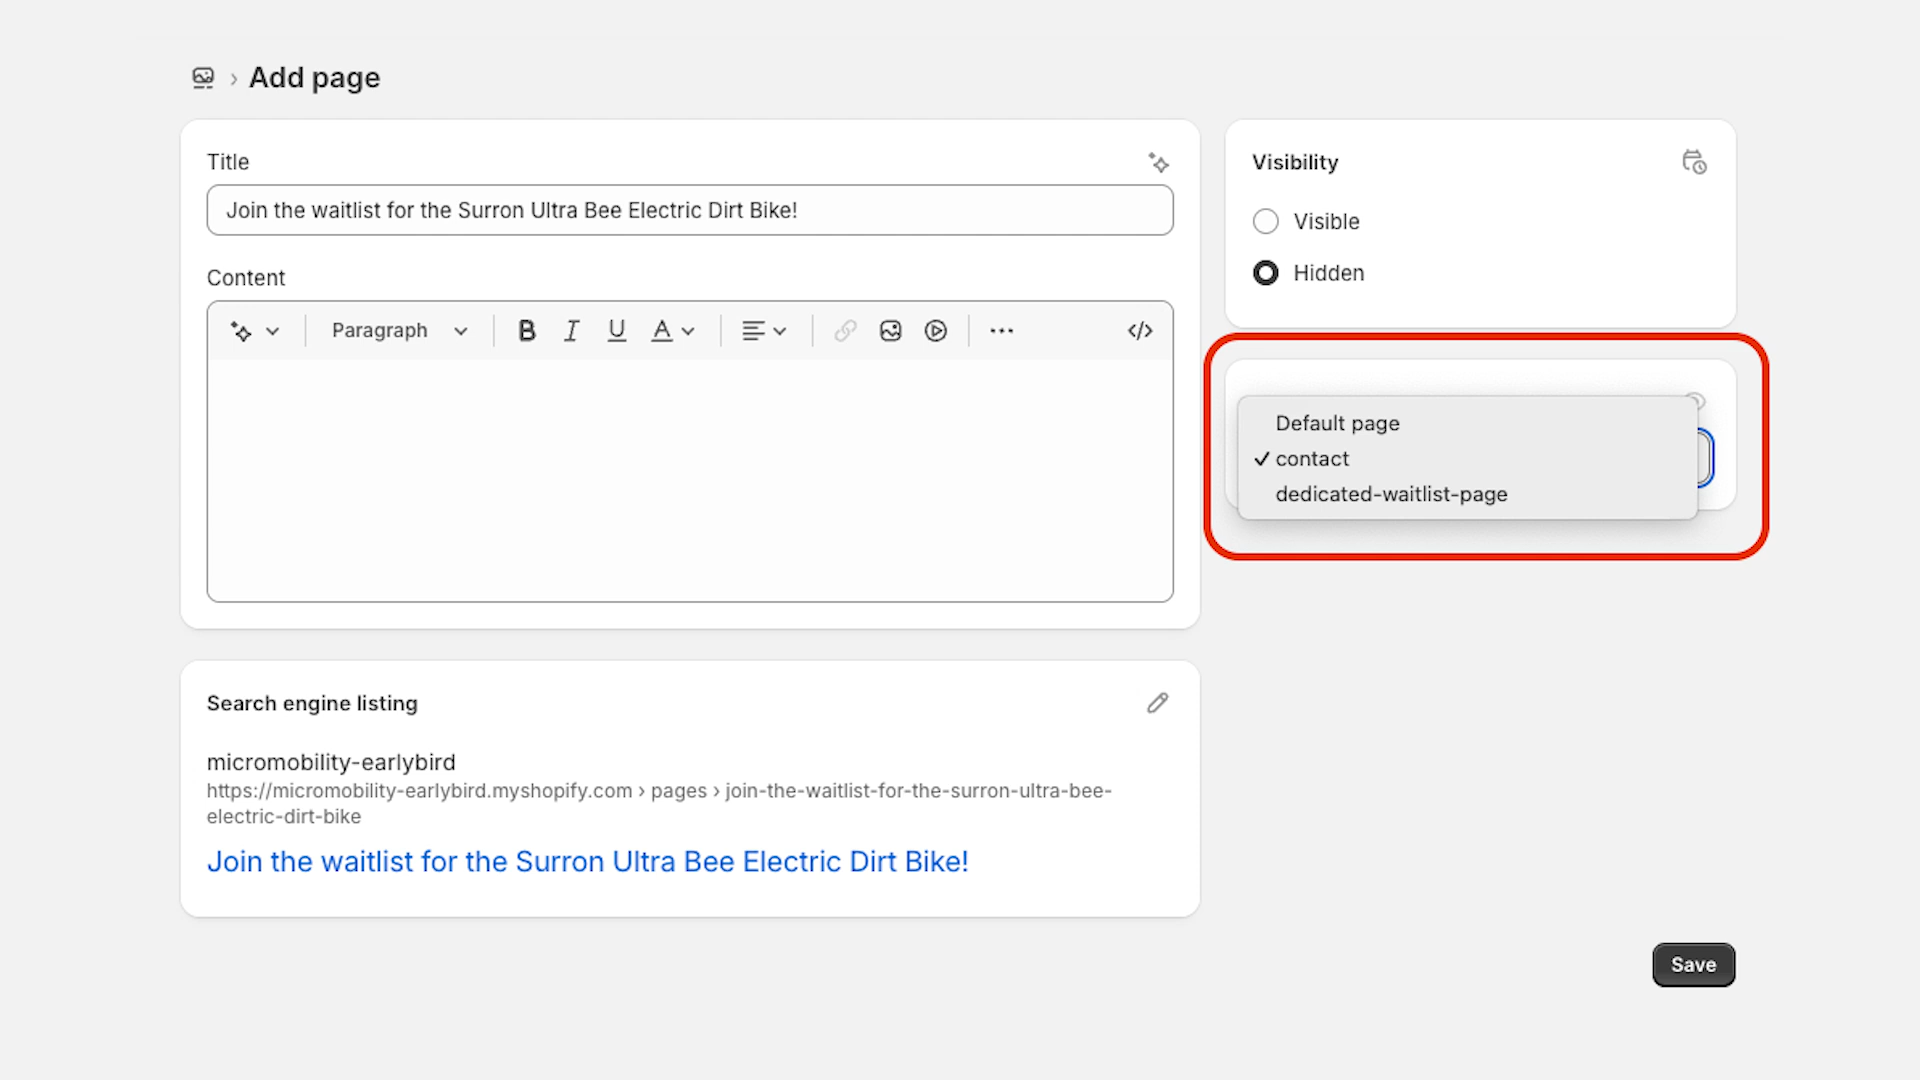 Add page
Title
Join the waitlist for the Surron Ultra Bee Electric Dirt Bike!
Content
Paragraph
Search engine listing
micromobility-earlybird
https://micromobility-earlybird.myshopify.com › pages › join-the-waitlist-for-the-surron-ultra-bee-
electric-dirt-bike
Join the waitlist for the Surron Ultra Bee Electric Dirt Bike!
Visibility
Visible
Hidden
Default page
contact
dedicated-waitlist-page
Save